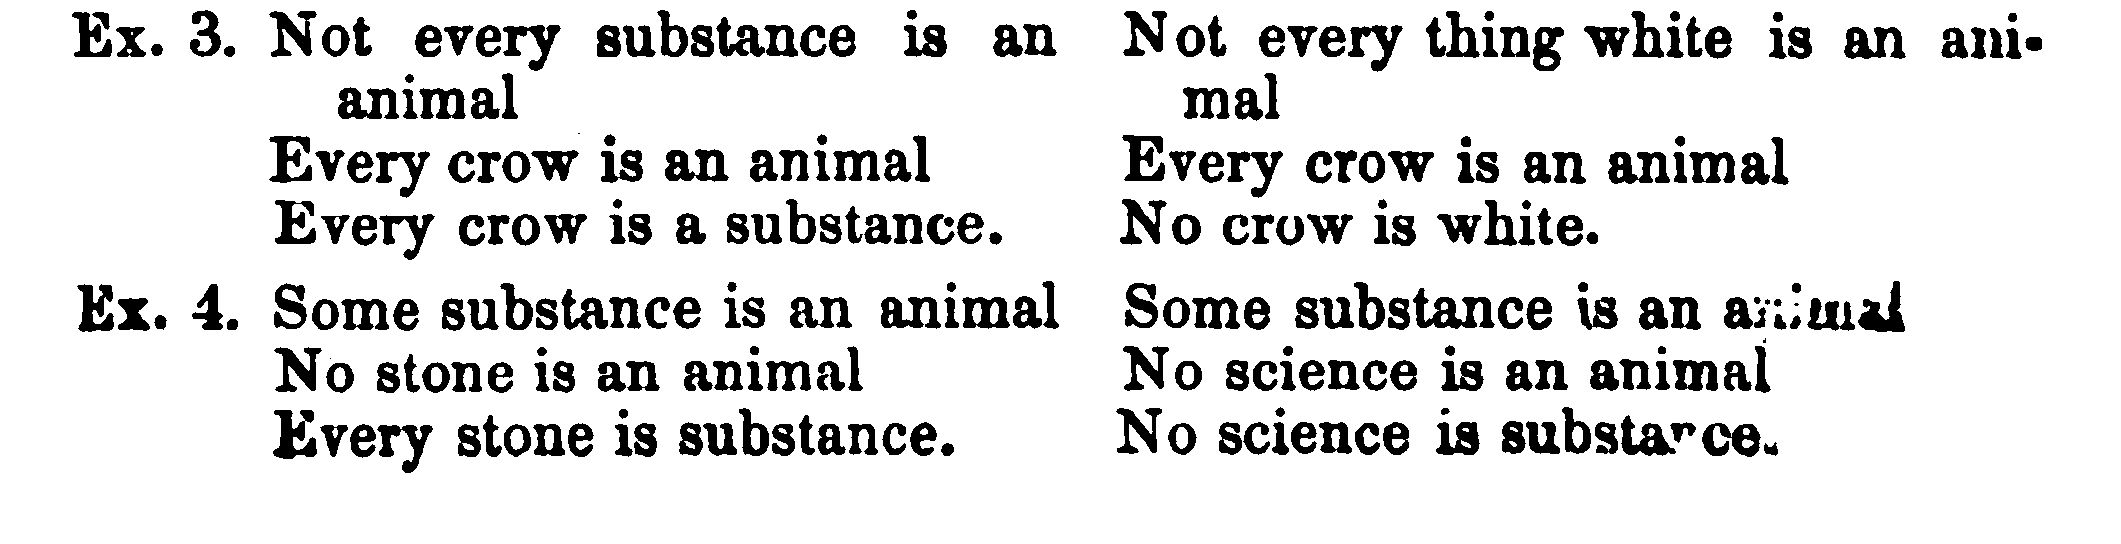 Ex. 3. Not every substance is an Not every thing white is an ani-
animal mal
Every crow is an animal Every crow is an animal
Every crow is a substance. No crow is white.
Ex. 4. Some substance is an animal Some substance is an animal
No stone is an animal No science is an animal
Every stone is substance. No science is substance.